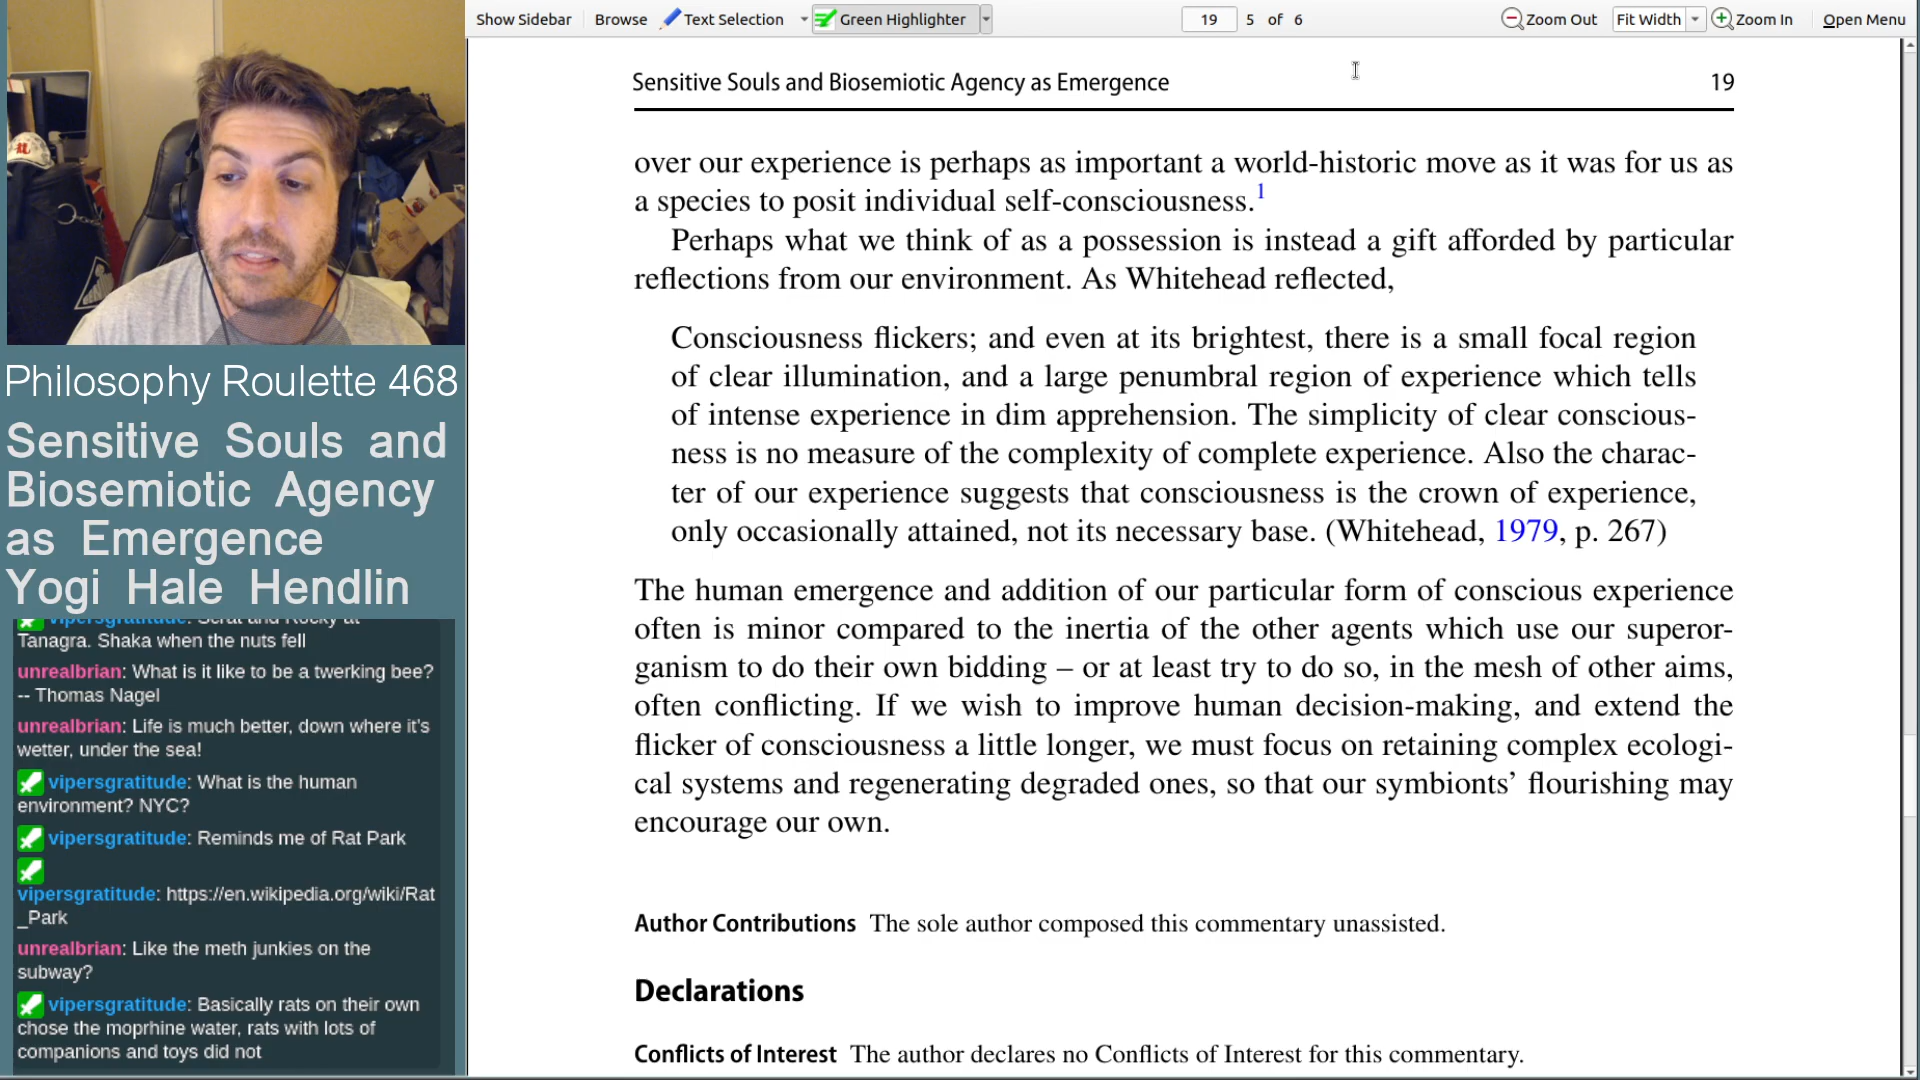 Show Sidebar Browse Text Selection Green Highlighter 19 5 of 6 Zoom Out Fit Width Zoom In Open Menu
Sensitive Souls and Biosemiotic Agency as Emergence 19
over our experience is perhaps as important a world-historic move as it was for us as
a species to posit individual self-consciousness.1
Perhaps what we think of as a possession is instead a gift afforded by particular
reflections from our environment. As Whitehead reflected,
Consciousness flickers; and even at its brightest, there is a small focal region
of clear illumination, and a large penumbral region of experience which tells
of intense experience in dim apprehension. The simplicity of clear conscious-
ness is no measure of the complexity of complete experience. Also the charac-
ter of our experience suggests that consciousness is the crown of experience,
only occasionally attained, not its necessary base. (Whitehead, 1979, p. 267)
The human emergence and addition of our particular form of conscious experience
often is minor compared to the inertia of the other agents which use our superor-
ganism to do their own bidding – or at least try to do so, in the mesh of other aims,
often conflicting. If we wish to improve human decision-making, and extend the
flicker of consciousness a little longer, we must focus on retaining complex ecologi-
cal systems and regenerating degraded ones, so that our symbionts’ flourishing may
encourage our own.
Author Contributions The sole author composed this commentary unassisted.
Declarations
Conflicts of Interest The author declares no Conflicts of Interest for this commentary.
Philosophy Roulette 468
Sensitive Souls and
Biosemiotic Agency
as Emergence
Yogi Hale Hendlin
vipersgratitude: Scrat and Rocky at
Tanagra. Shaka when the nuts fell
unrealbrian: What is it like to be a twerking bee?
-- Thomas Nagel
unrealbrian: Life is much better, down where it's
wetter, under the sea!
vipersgratitude: What is the human
environment? NYC?
vipersgratitude: Reminds me of Rat Park
vipersgratitude: https://en.wikipedia.org/wiki/Rat
_Park
unrealbrian: Like the meth junkies on the
subway?
vipersgratitude: Basically rats on their own
chose the moprhine water, rats with lots of
companions and toys did not